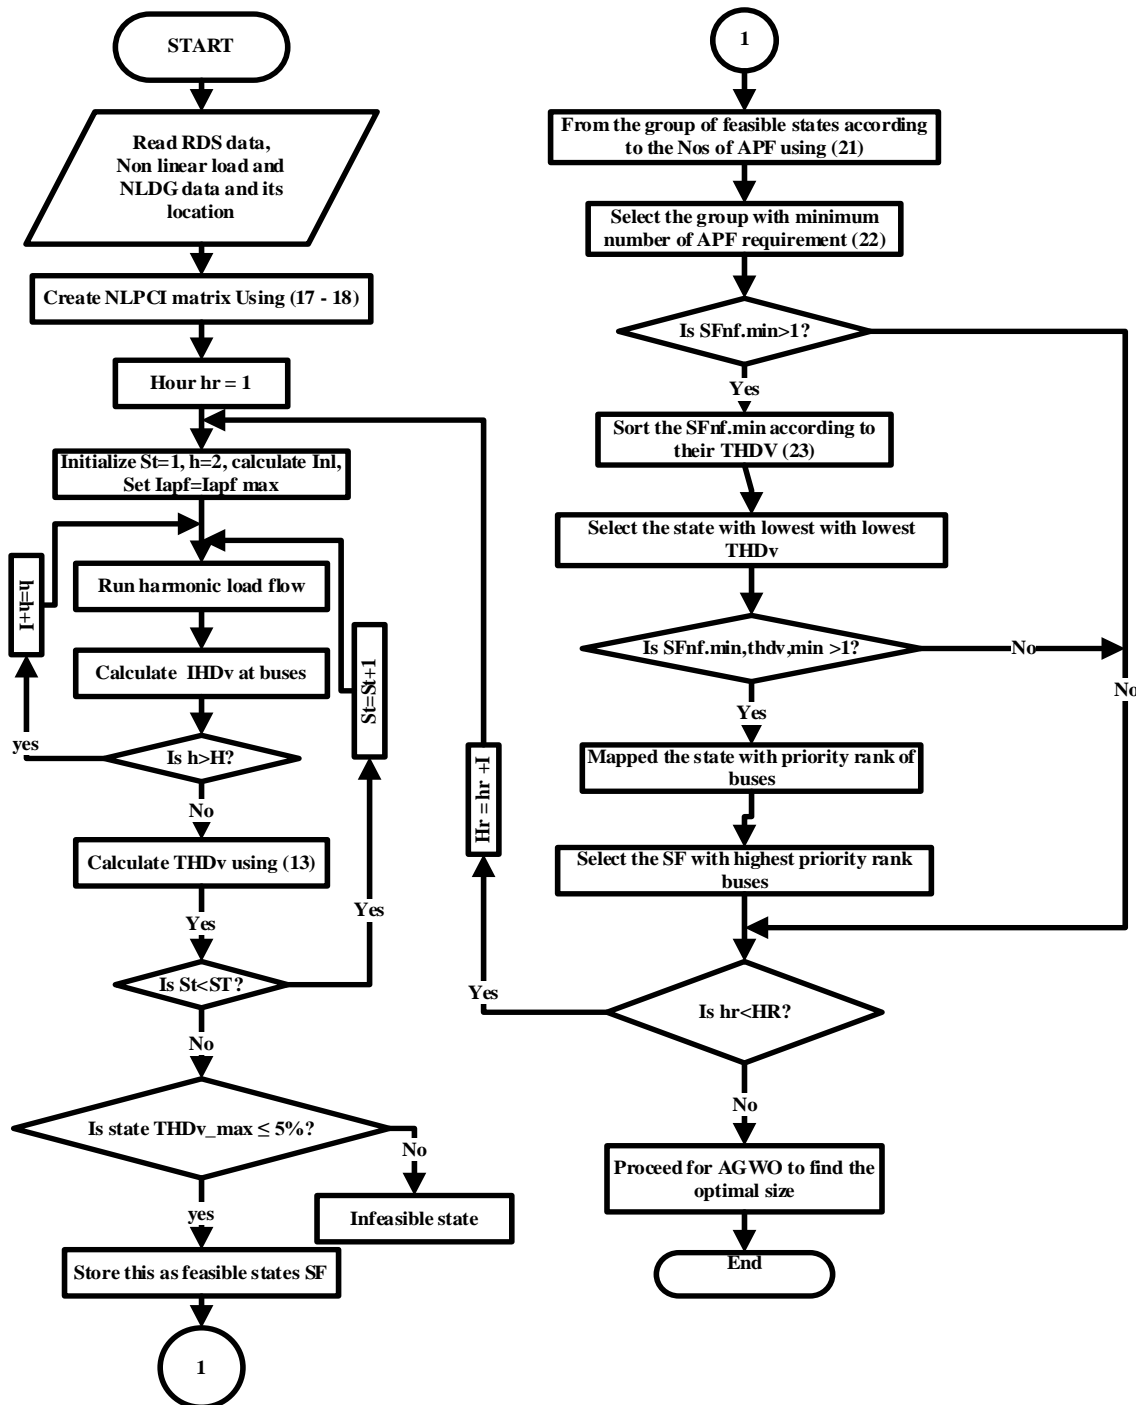 START
Read RDS data,
Non linear load and
NLDG data and its
location
Create NLPCI matrix Using (17 - 18)
Hour hr = 1
Initialize St=1, h=2, calculate Inl,
Set Iapf=Iapf max
h=h+I
Run harmonic load flow
Calculate IHDv at buses
St=St+1
yes
Is h>H?
No
Calculate THDv using (13)
Yes
Yes
Is St<ST?
No
Is state THDv_max ≤ 5%?
No
yes
Infeasible state
Store this as feasible states SF
1
1
From the group of feasible states according
to the Nos of APF using (21)
Select the group with minimum
number of APF requirement (22)
Is SFnf.min>1?
Yes
Sort the SFnf.min according to
their THDV (23)
Select the state with lowest with lowest
THDv
Is SFnf.min,thdv,min >1?
No
No
Yes
Mapped the state with priority rank of
buses
Hr = hr +I
Select the SF with highest priority rank
buses
Yes
Is hr<HR?
No
Proceed for AGWO to find the
optimal size
End